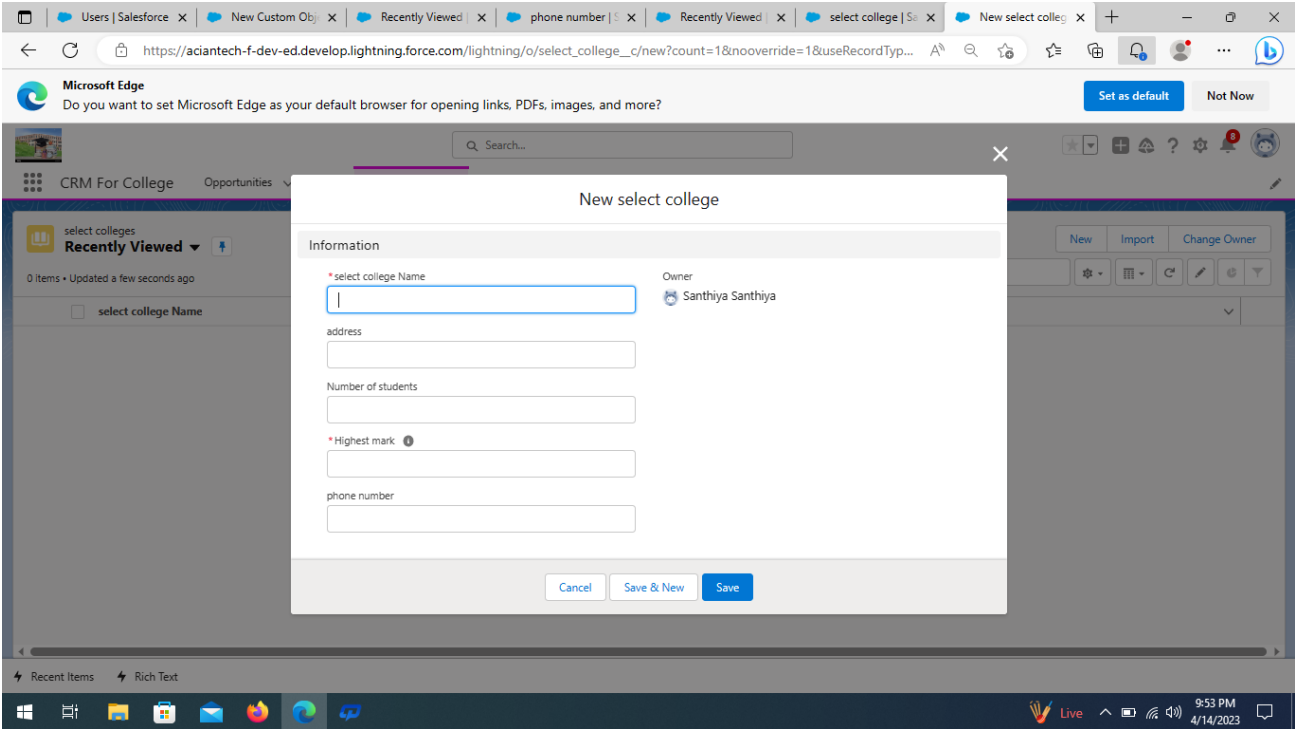 Users | Salesforce
New Custom Obj
Recently Viewed |
phone number | S
Recently Viewed |
select college | Sa
New select colleg
https://aciantech-f-dev-ed.develop.lightning.force.com/lightning/o/select_college__c/new?count=1&nooverride=1&useRecordTyp...
Microsoft Edge
Do you want to set Microsoft Edge as your default browser for opening links, PDFs, images, and more?
Set as default
Not Now
Search...
8
CRM For College
Opportunities
New select college
select colleges
Recently Viewed
New
Import
Change Owner
0 items • Updated a few seconds ago
select college Name
Information
*select college Name
Owner
Santhiya Santhiya
address
Number of students
*Highest mark
phone number
Cancel
Save & New
Save
Recent Items
Rich Text
Live
9:53 PM
4/14/2023